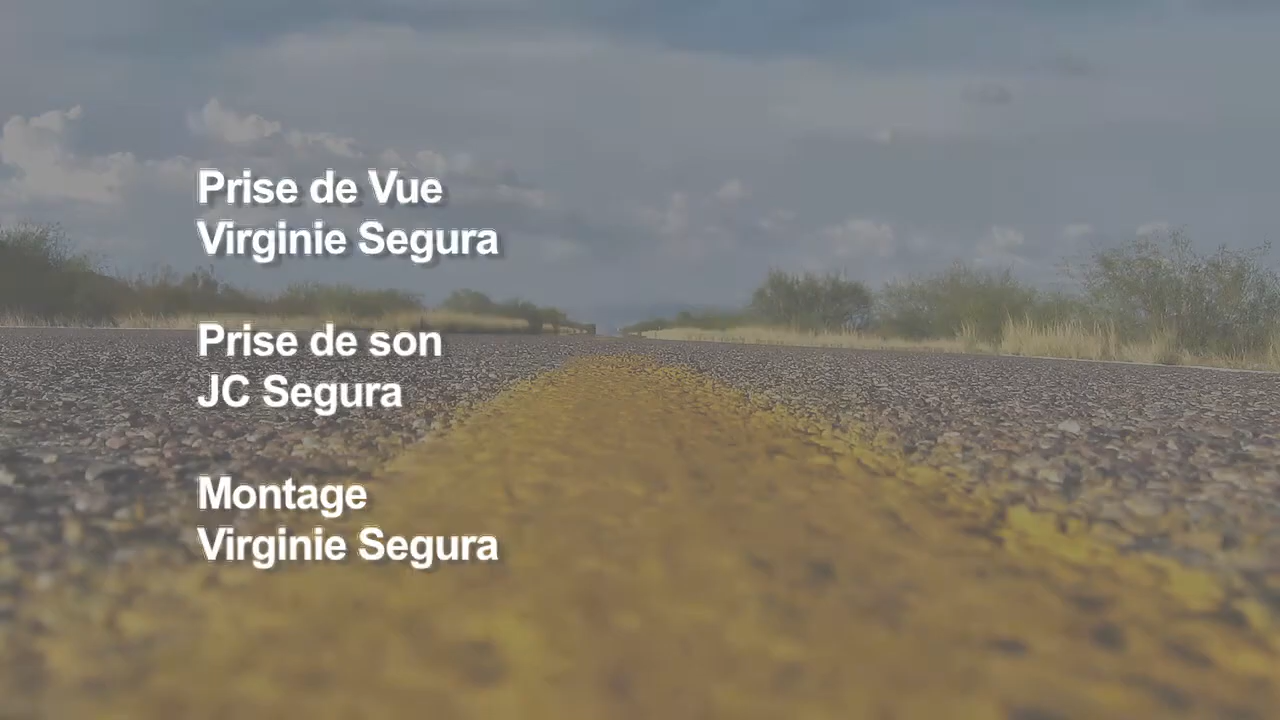 Prise de Vue
Virginie Segura
Prise de son
JC Segura
Montage
Virginie Segura